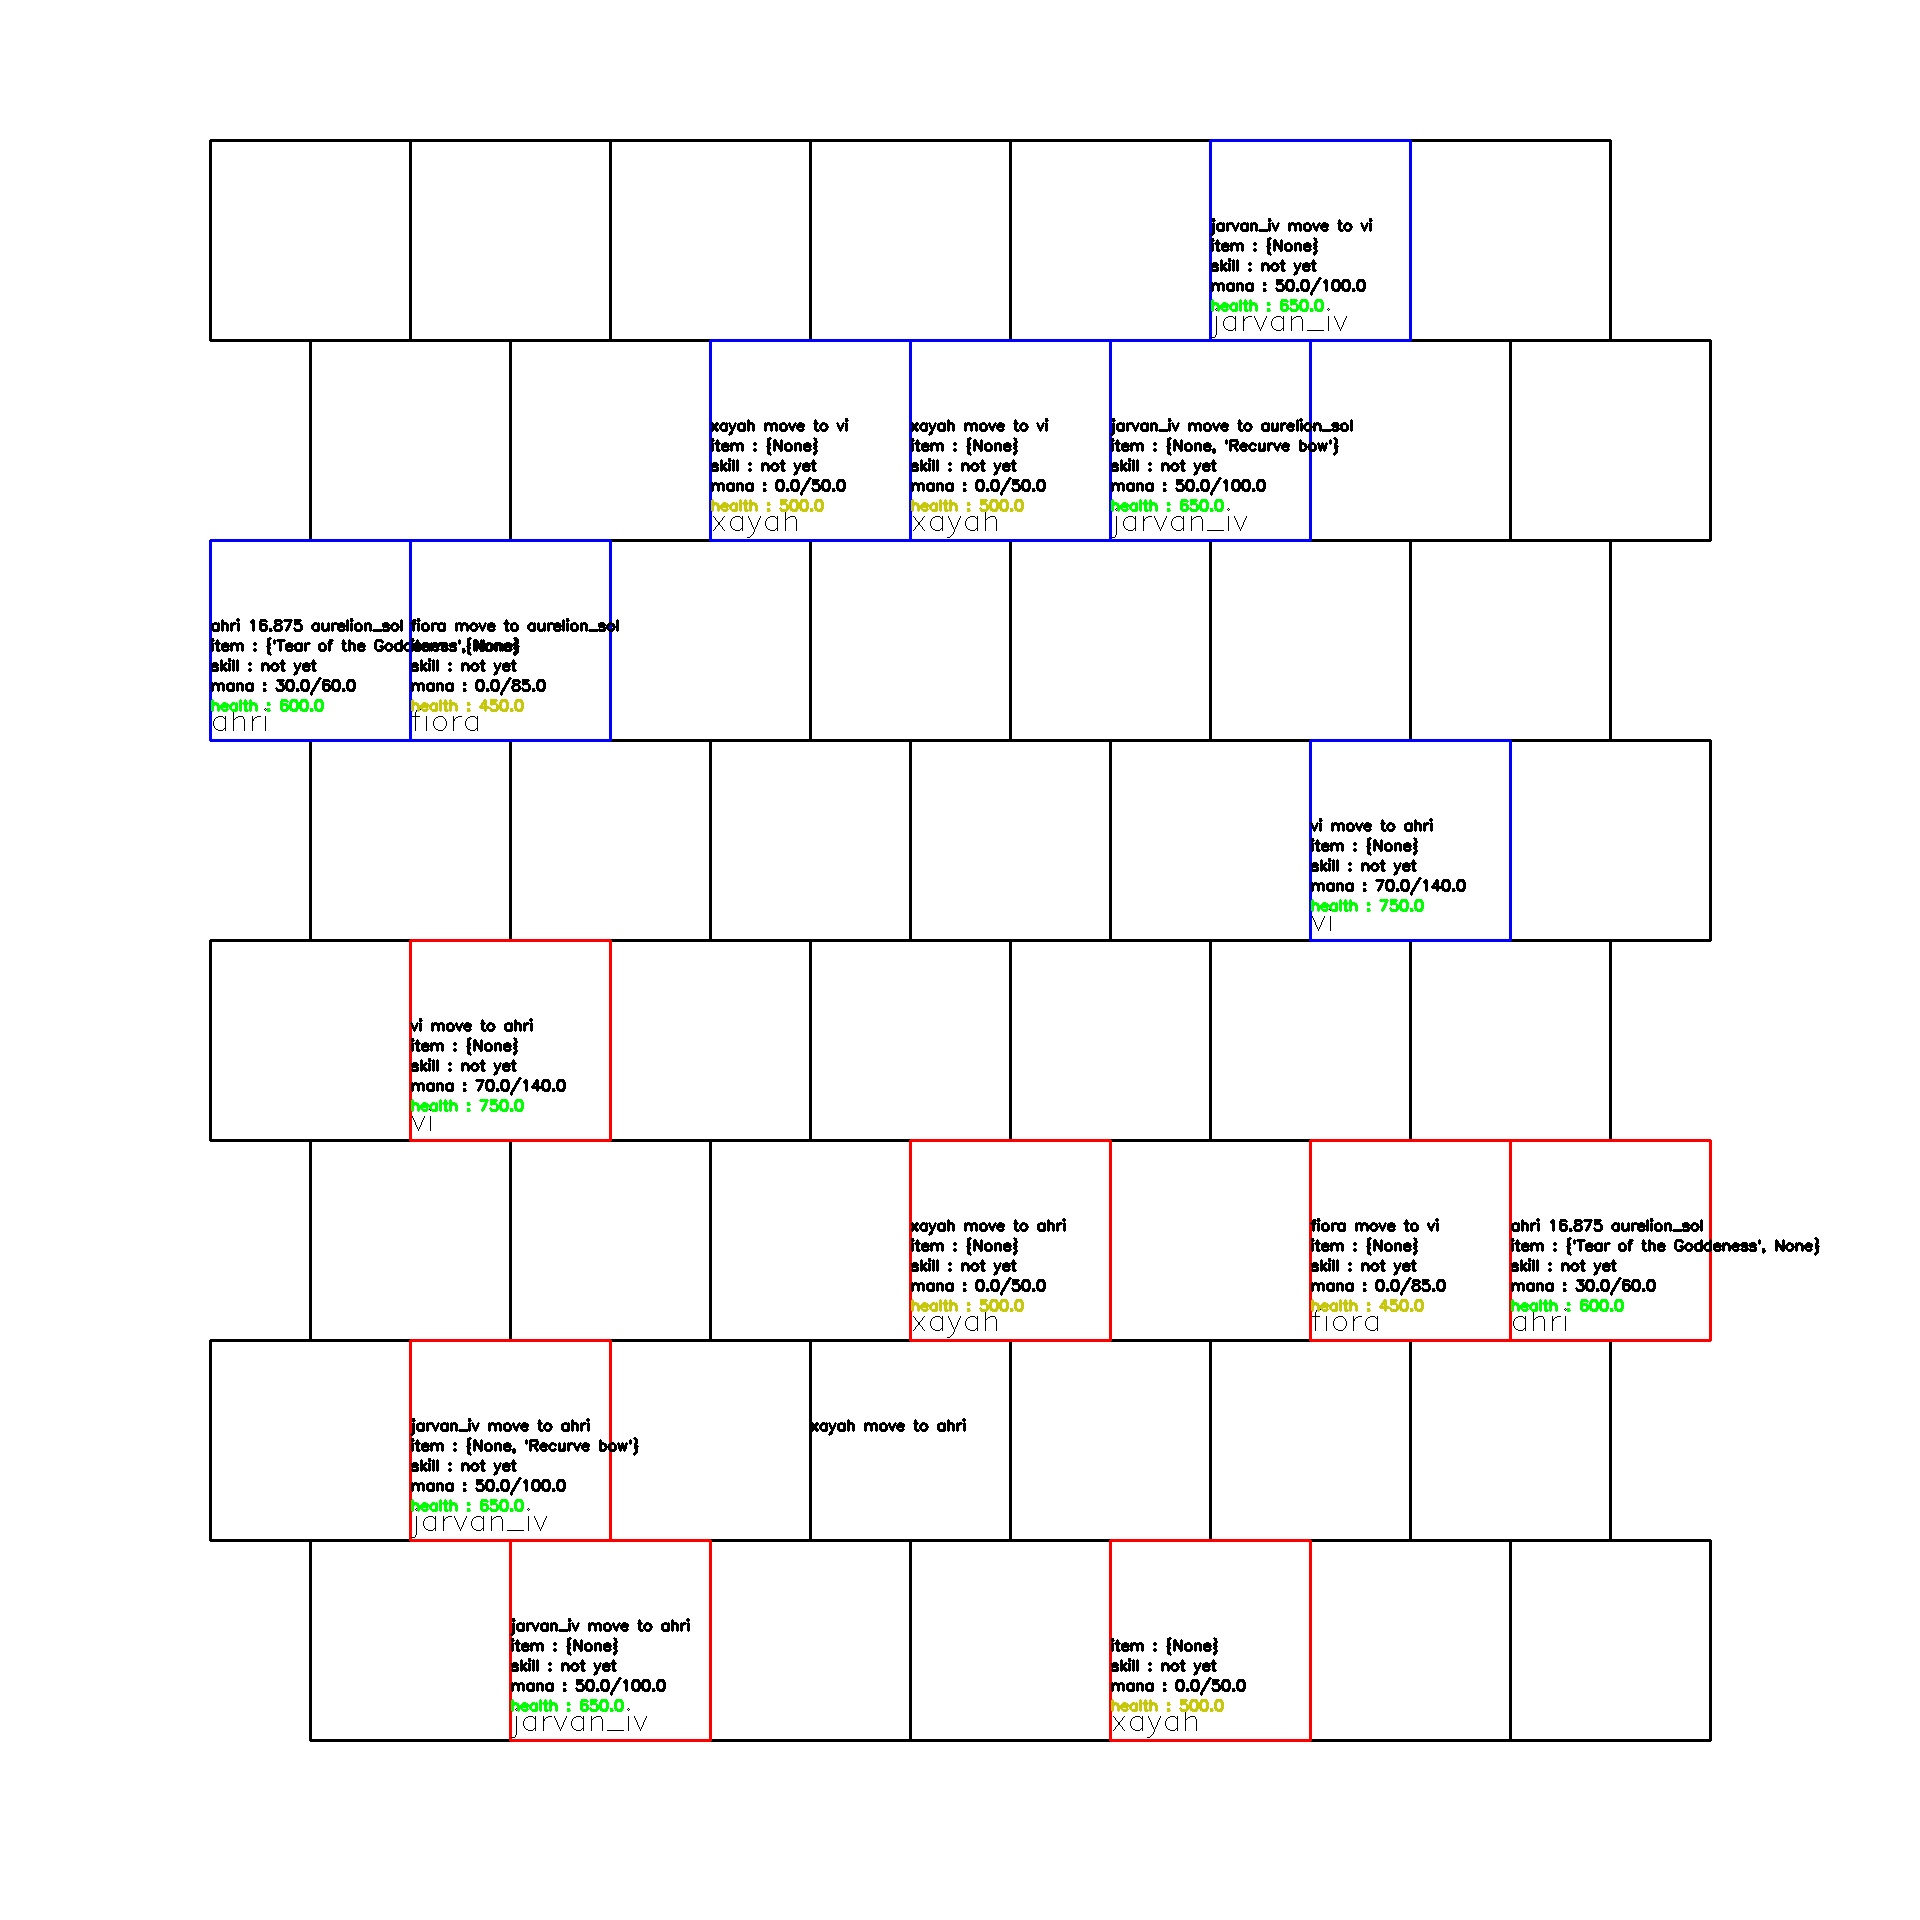 jarvan_iv move to vi
item : {None}
skill : not yet
mana : 50.0/100.0
health : 650.0
jarvan_iv
xayah move to vi
item : {None}
skill : not yet
mana : 0.0/50.0
health : 500.0
xayah
xayah move to vi
item : {None}
skill : not yet
mana : 0.0/50.0
health : 500.0
xayah
jarvan_iv move to aurelion_sol
item : {None, 'Recurve bow'}
skill : not yet
mana : 50.0/100.0
health : 650.0
jarvan_iv
ahri 16.875 aurelion_sol
item : {'Tear of the Goddeness', None}
skill : not yet
mana : 30.0/60.0
health : 600.0
ahri
fiora move to aurelion_sol
item : {None}
skill : not yet
mana : 0.0/85.0
health : 450.0
fiora
vi move to ahri
item : {None}
skill : not yet
mana : 70.0/140.0
health : 750.0
vi
vi move to ahri
item : {None}
skill : not yet
mana : 70.0/140.0
health : 750.0
vi
xayah move to ahri
item : {None}
skill : not yet
mana : 0.0/50.0
health : 500.0
xayah
fiora move to vi
item : {None}
skill : not yet
mana : 0.0/85.0
health : 450.0
fiora
ahri 16.875 aurelion_sol
item : {'Tear of the Goddeness', None}
skill : not yet
mana : 30.0/60.0
health : 600.0
ahri
jarvan_iv move to ahri
item : {None, 'Recurve bow'}
skill : not yet
mana : 50.0/100.0
health : 650.0
jarvan_iv
xayah move to ahri
jarvan_iv move to ahri
item : {None}
skill : not yet
mana : 50.0/100.0
health : 650.0
jarvan_iv
item : {None}
skill : not yet
mana : 0.0/50.0
health : 500.0
xayah